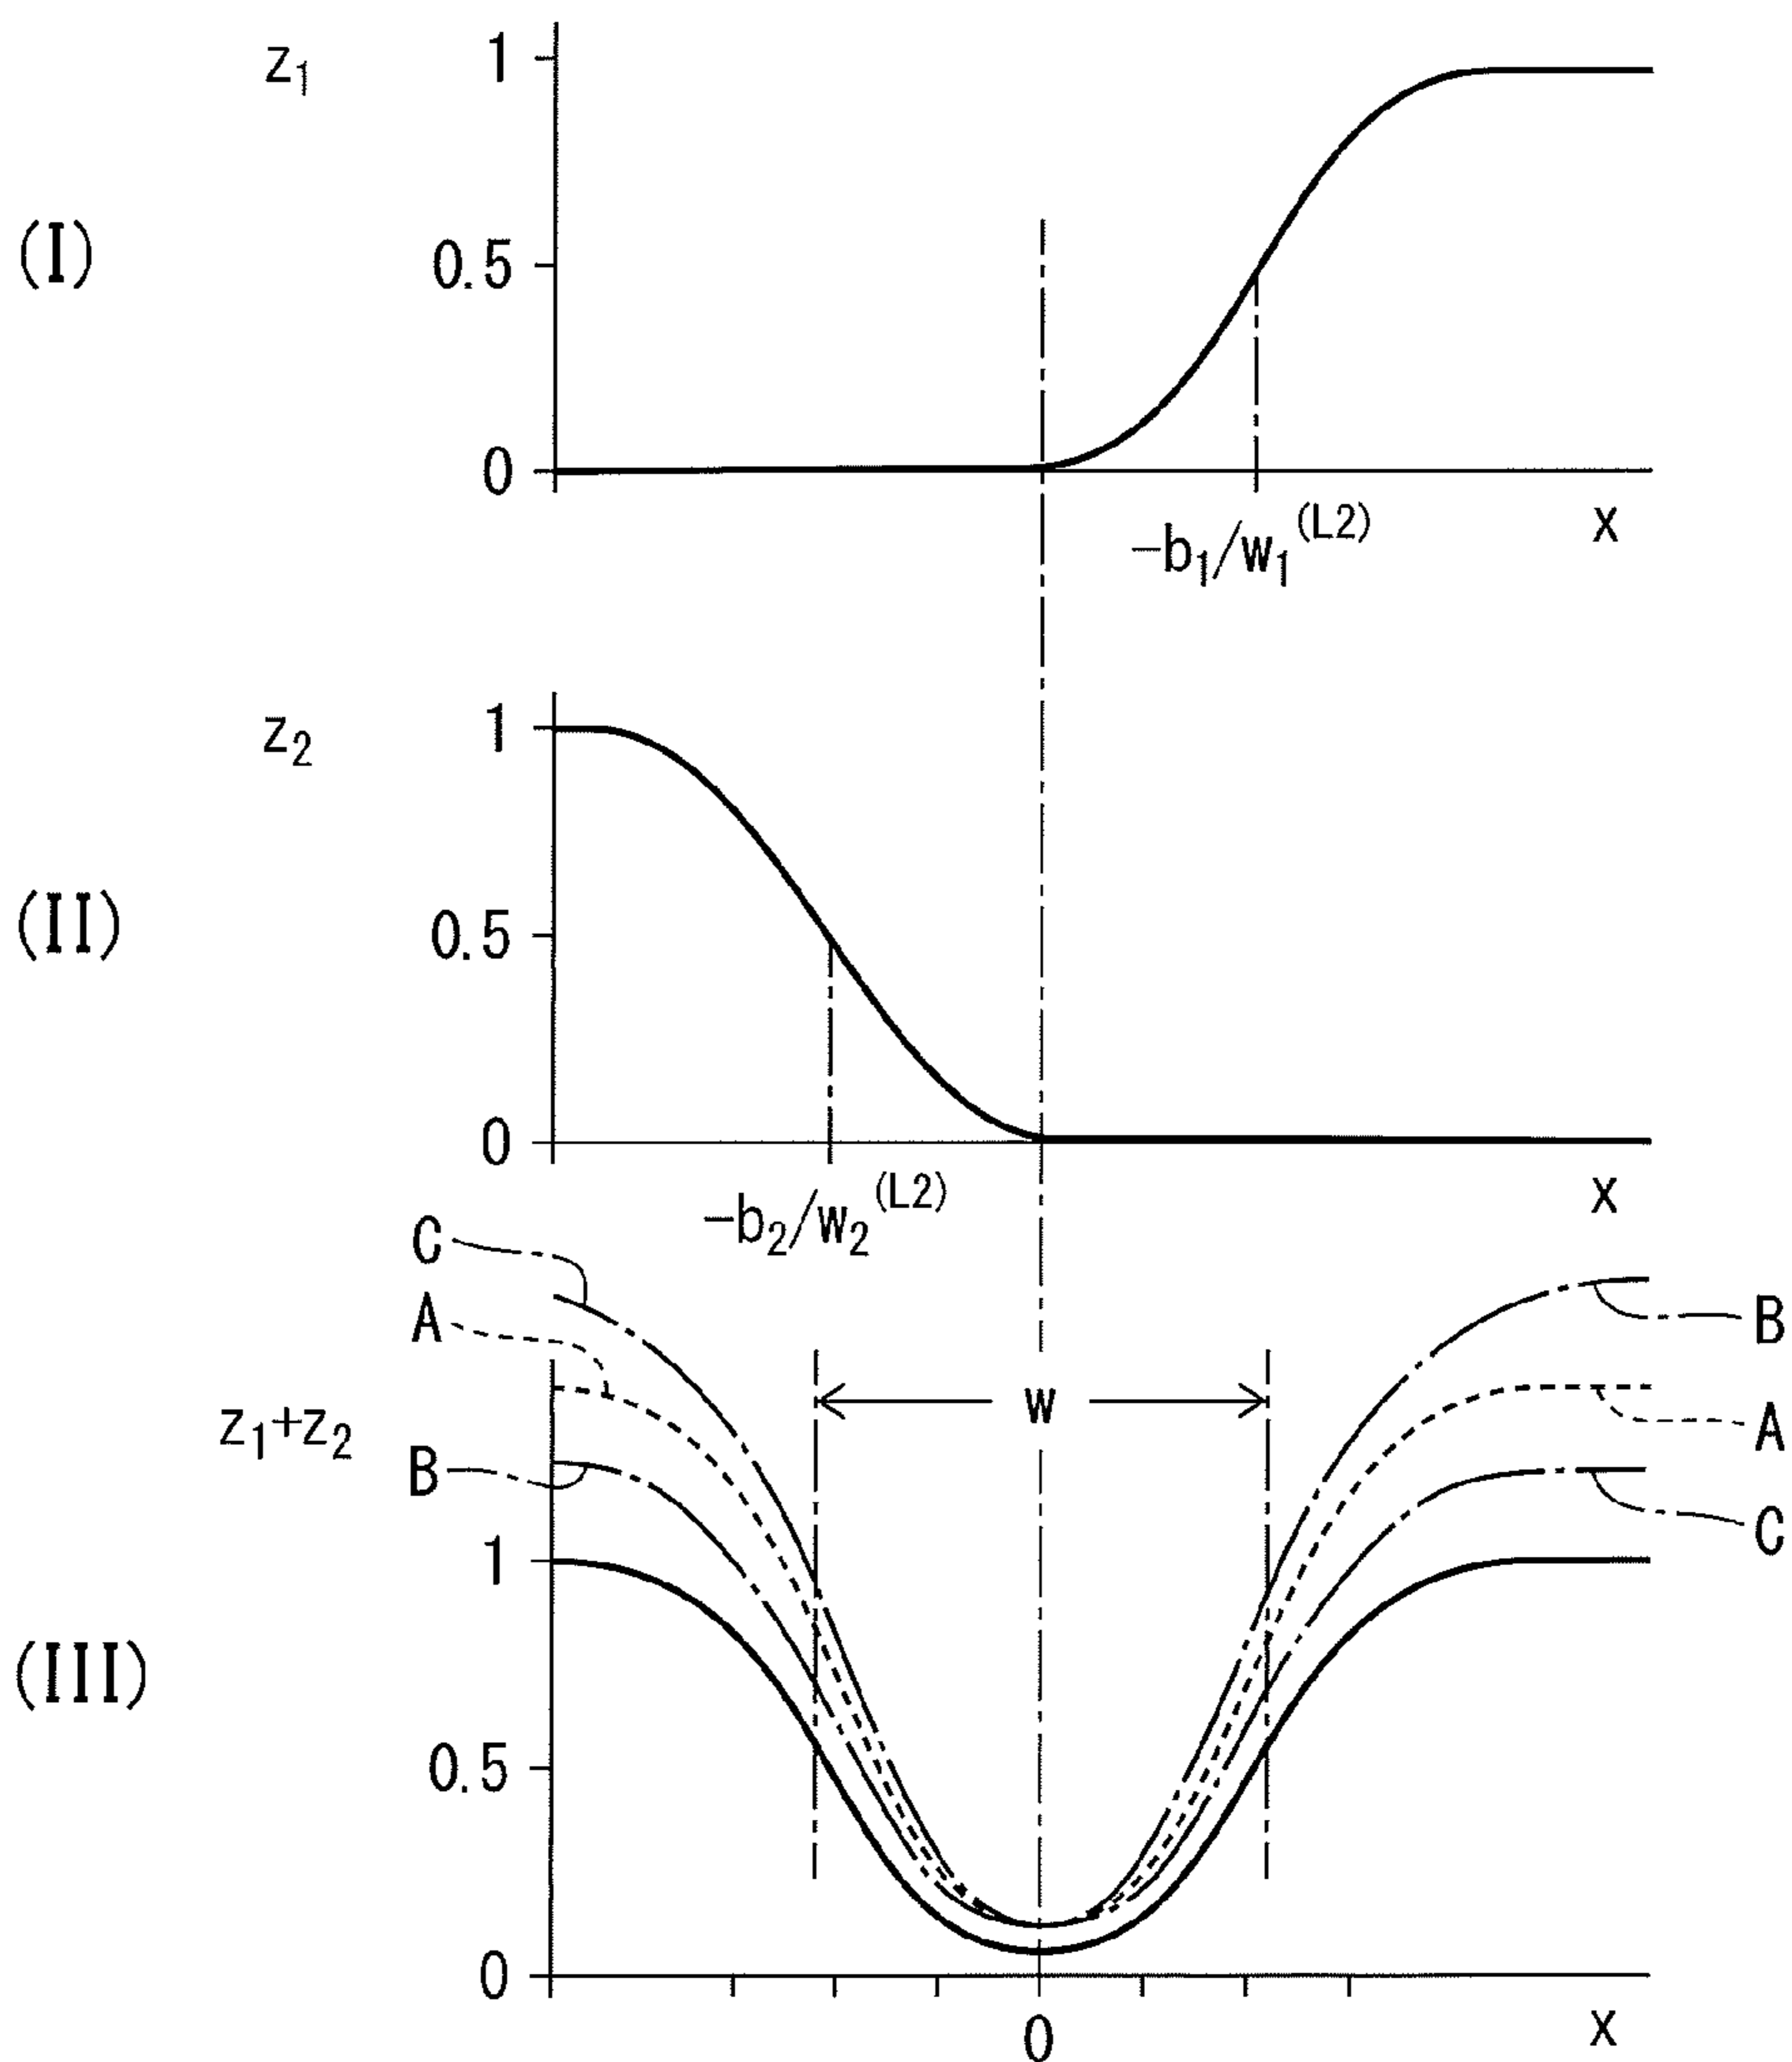 z₁
1
(I)
0.5
0
-b₁/w₁⁽ᴸ²⁾
x
z₂
1
(II)
0.5
0
-b₂/w₂⁽ᴸ²⁾
x
C
A
B
B
A
C
w
z₁+z₂
1
(III)
0.5
0
0
x